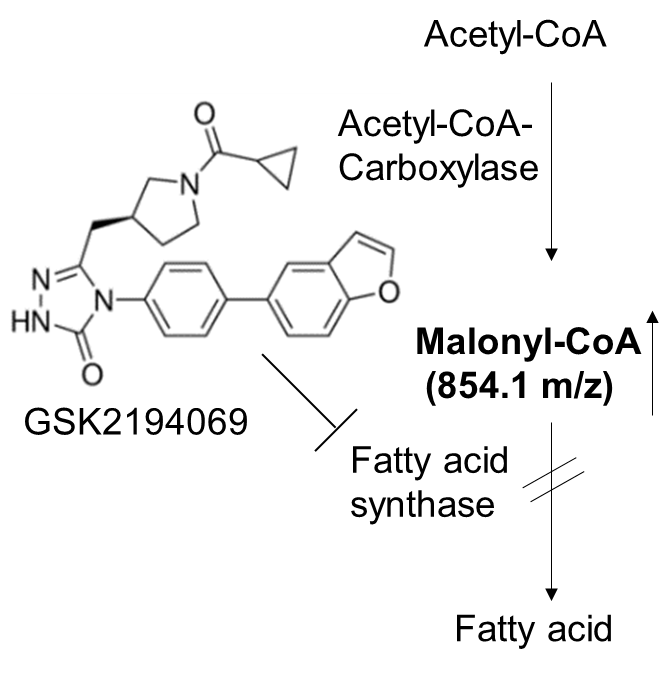 Acetyl-CoA
Acetyl-CoA-
Carboxylase
O
N
N
HN
N
O
O
GSK2194069
Malonyl-CoA
(854.1 m/z)
Fatty acid
synthase
Fatty acid